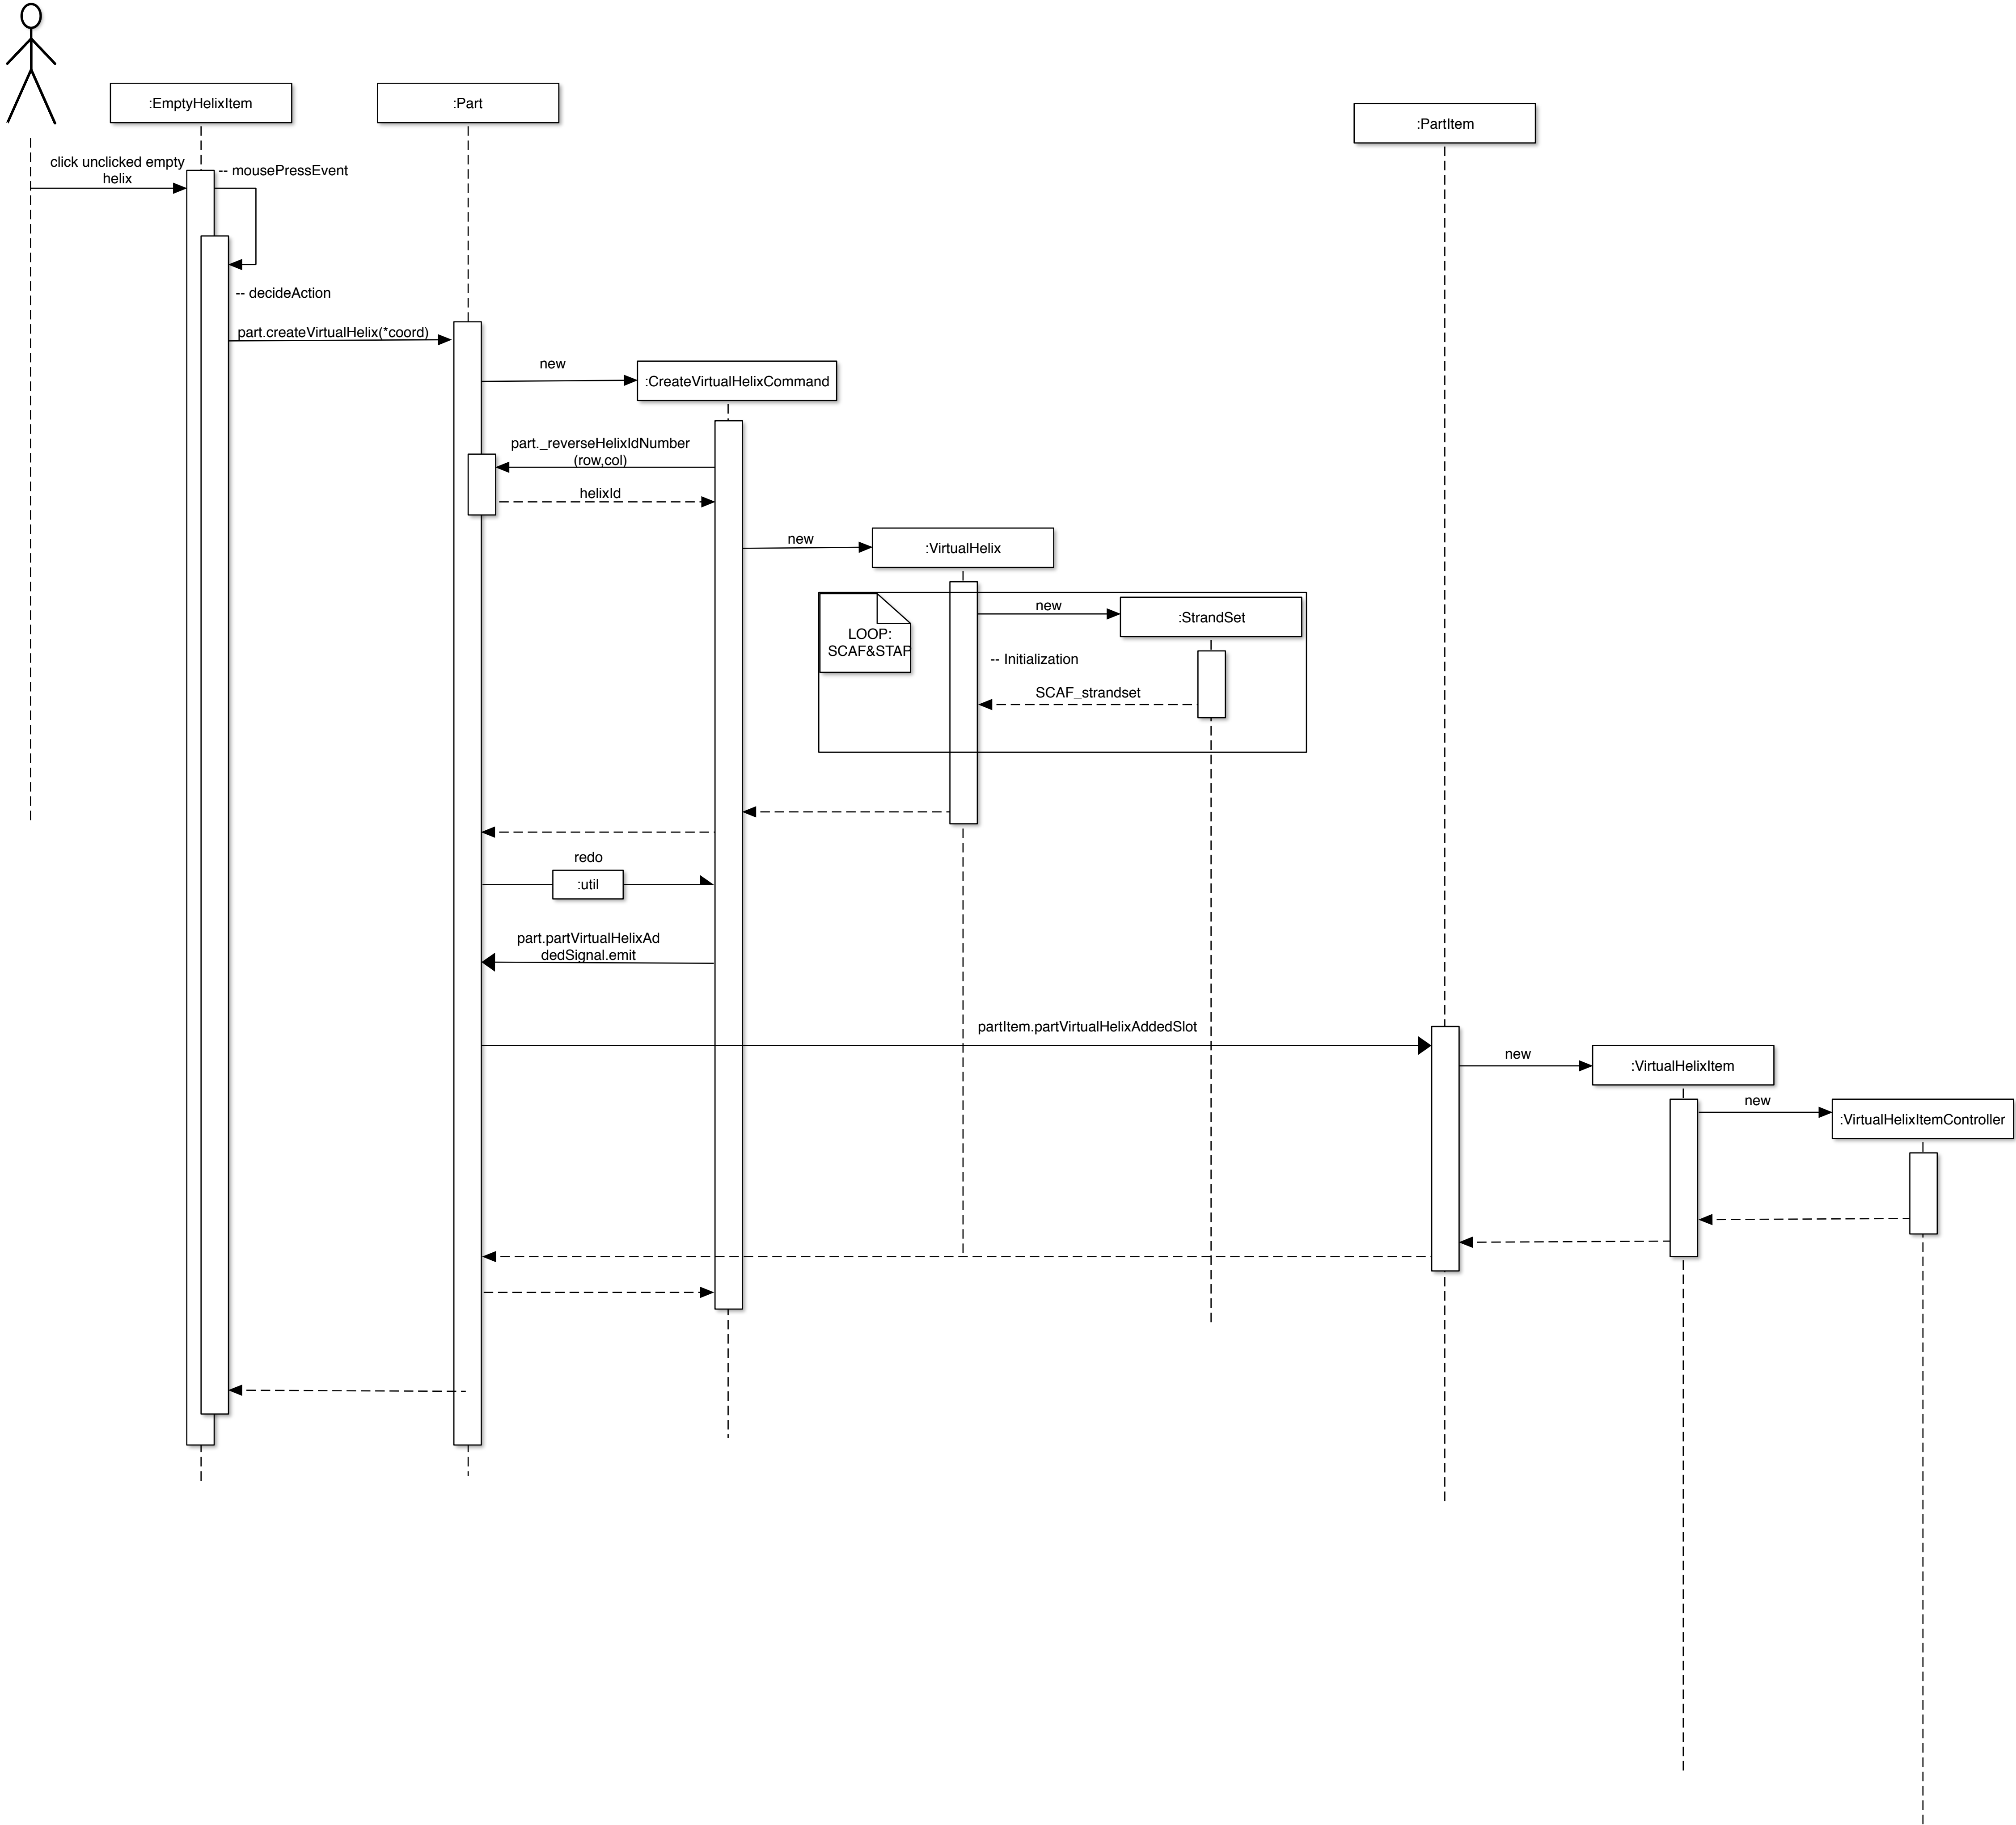 :EmptyHelixItem
:Part
:PartItem
click unclicked empty
helix
-- mousePressEvent
-- decideAction
part.createVirtualHelix(*coord)
new
:CreateVirtualHelixCommand
part._reverseHelixIdNumber
(row,col)
helixId
new
:VirtualHelix
LOOP:
SCAF&STAP
new
:StrandSet
-- Initialization
SCAF_strandset
redo
:util
part.partVirtualHelixAd
dedSignal.emit
partItem.partVirtualHelixAddedSlot
new
:VirtualHelixItem
new
:VirtualHelixItemController